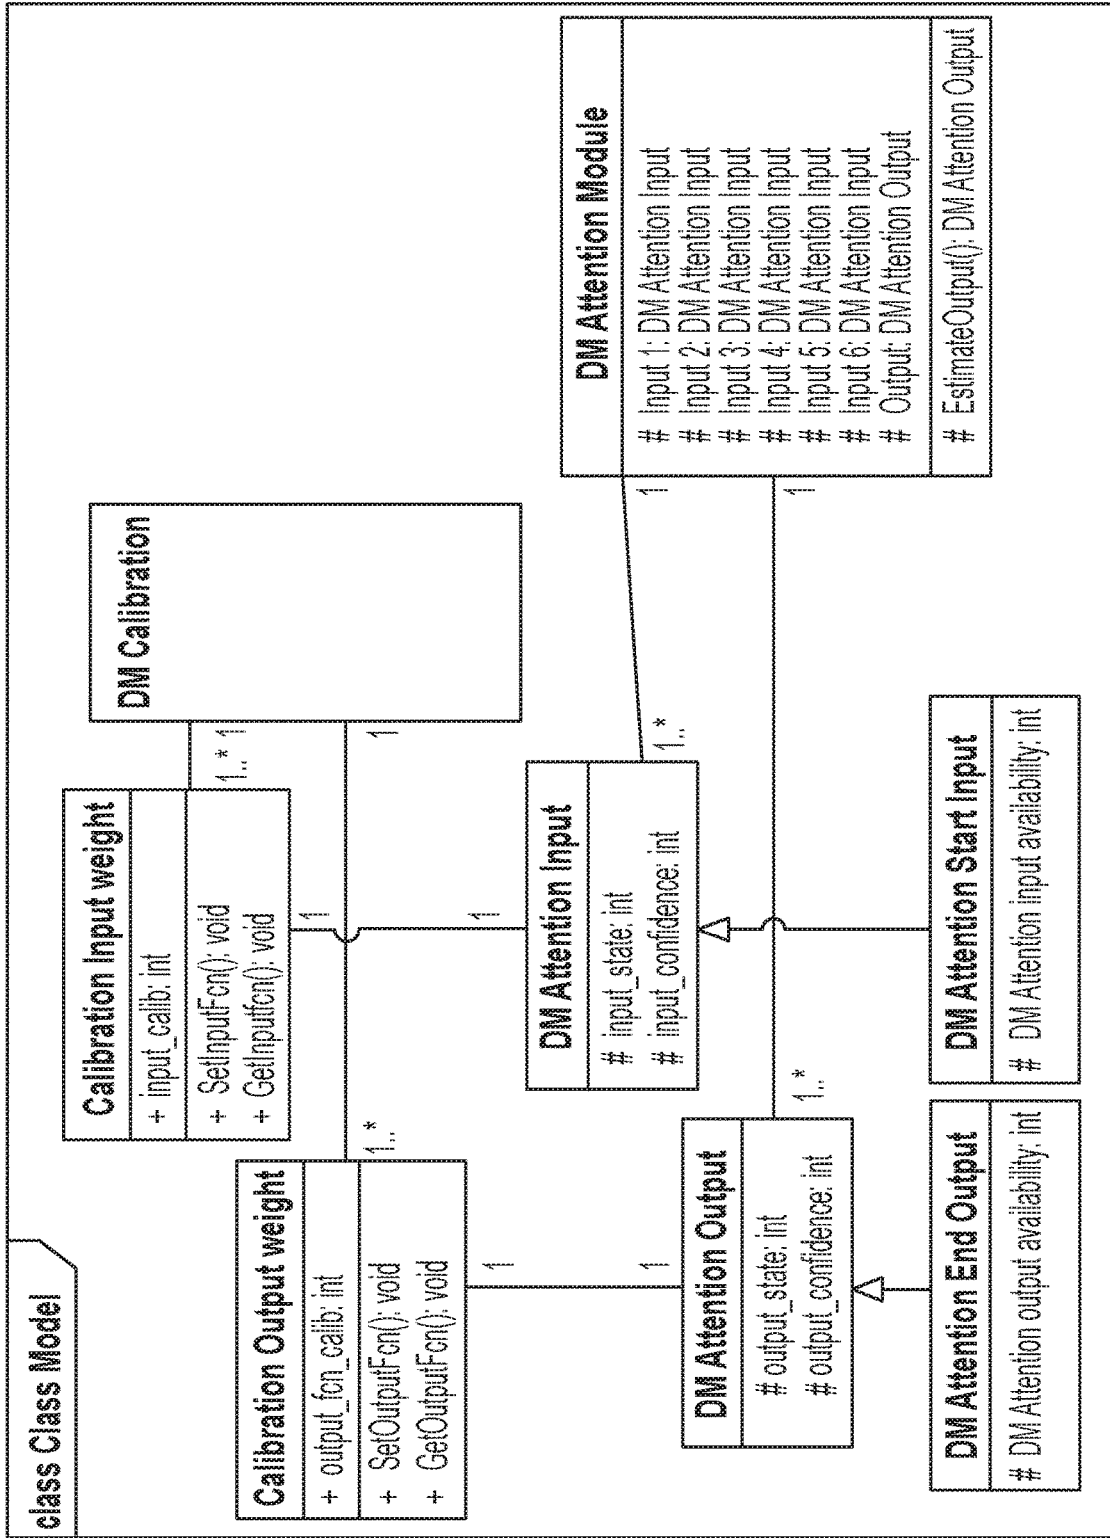 class Class Model
Calibration Output weight
+ output_fcn_calib: int
+ SetOutputFcn(): void
+ GetOutputFcn(): void
1..*
1
Calibration Input weight
+ input_calib: int
+ SetInputFcn(): void
+ GetInputfcn(): void
1..*
1
1
DM Calibration
1
DM Attention Output
# output_state: int
# output_confidence: int
1
1..*
DM Attention Input
# input_state: int
# input_confidence: int
1
1..*
DM Attention Module
# Input 1: DM Attention Input
# Input 2: DM Attention Input
# Input 3: DM Attention Input
# Input 4: DM Attention Input
# Input 5: DM Attention Input
# Input 6: DM Attention Input
# Output: DM Attention Output
# EstimateOutput(): DM Attention Output
1
1
DM Attention End Output
# DM Attention output availability: int
DM Attention Start Input
# DM Attention input availability: int